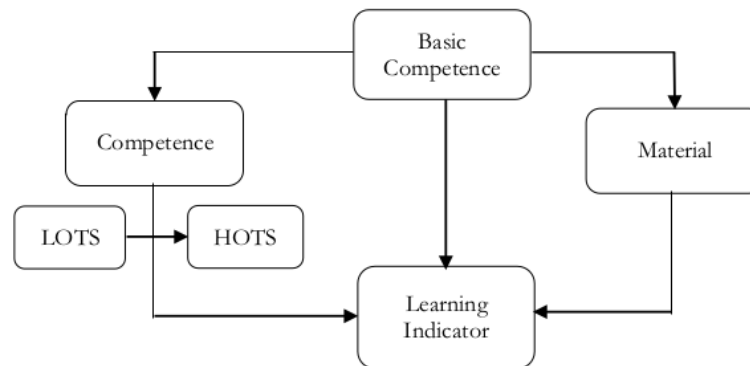 Basic
Competence
Competence
Material
LOTS
HOTS
Learning
Indicator